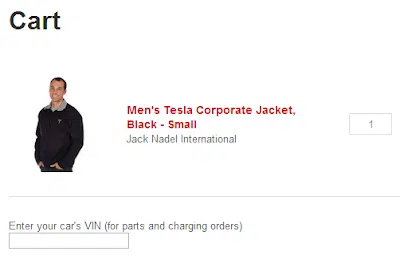 Cart
Men's Tesla Corporate Jacket,
Black - Small
Jack Nadel International
1
Enter your car's VIN (for parts and charging orders)